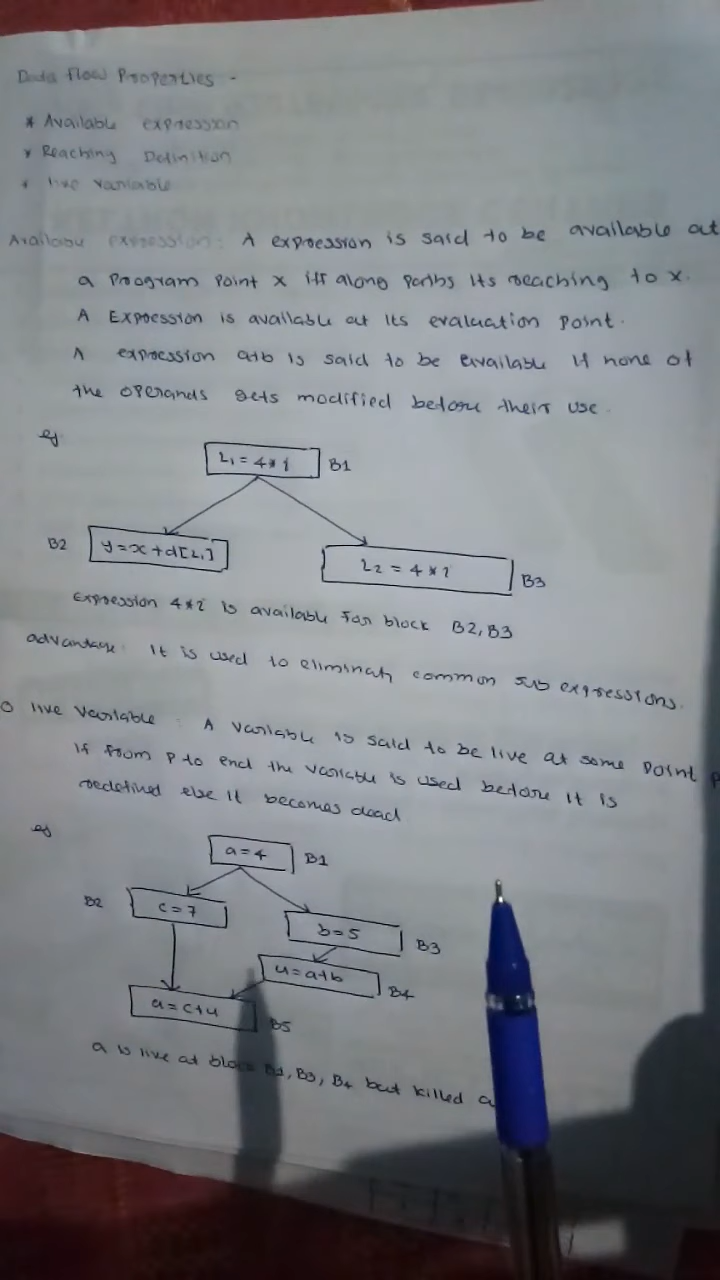 Data flow Properties -
* Available expression
* Reaching Definition
* live variable
Available expression: A expression is said to be available at
a Program Point x iff along paths its reaching to x.
A Expression is available at its evaluation Point.
A expression a+b is said to be available if none of
the operands gets modified before their use.
eg
L1 = 4*i B1
B2 y=x+a[L1]
L2 = 4*i B3
Expression 4*i is available for block B2, B3
advantage: It is used to eliminate common sub expressions.
live variable : A variable is said to be live at some Point P
if from P to end the variable is used before it is
redefined else it becomes dead
eg
a=4 B1
B2 c=7
b=5 B3
u=a+b B4
a=c+u B5
a is live at block B1, B3, B4 but killed